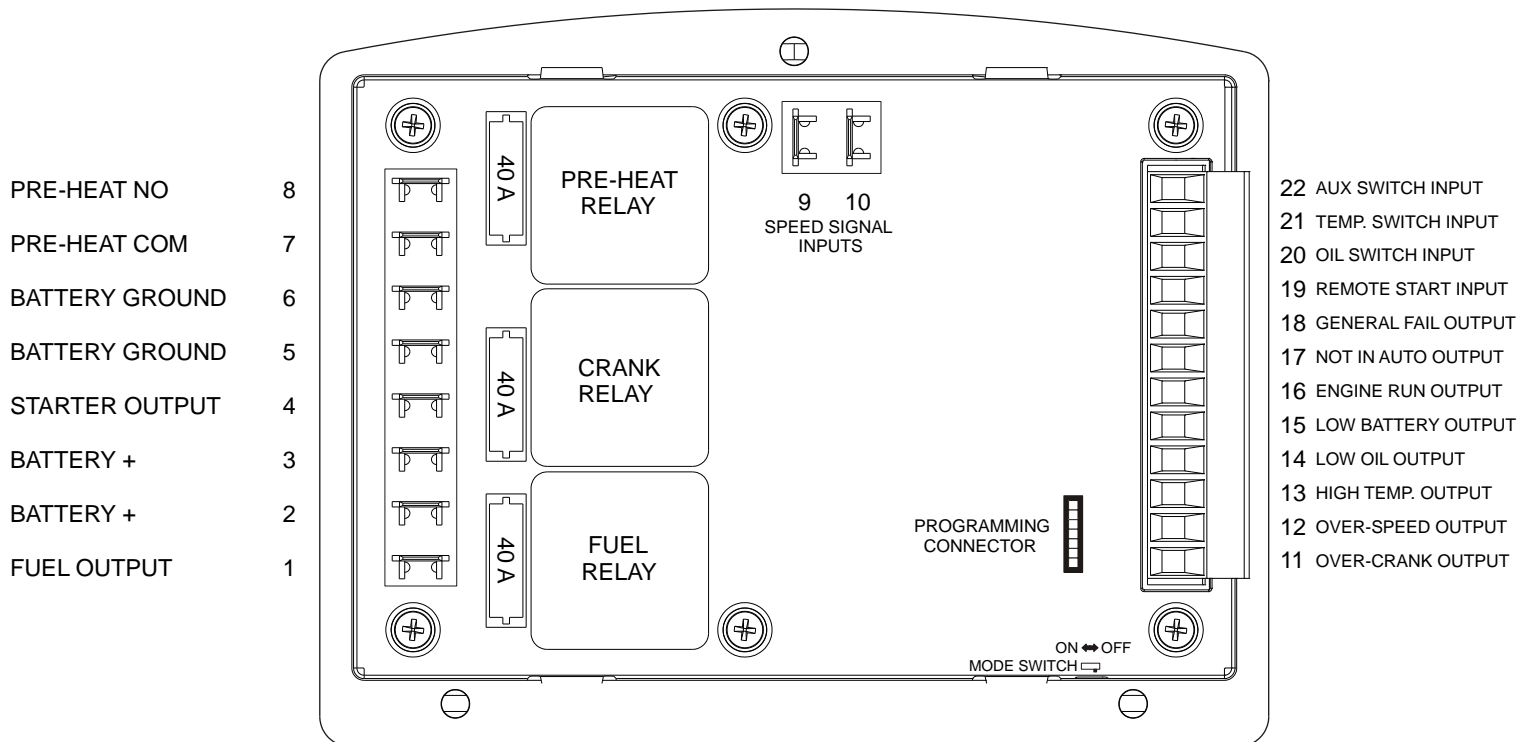 PRE-HEAT NO 8
PRE-HEAT COM 7
BATTERY GROUND 6
BATTERY GROUND 5
STARTER OUTPUT 4
BATTERY + 3
BATTERY + 2
FUEL OUTPUT 1
40 A
PRE-HEAT
RELAY
40 A
CRANK
RELAY
40 A
FUEL
RELAY
9 10
SPEED SIGNAL
INPUTS
PROGRAMMING
CONNECTOR
ON OFF
MODE SWITCH
22 AUX SWITCH INPUT
21 TEMP. SWITCH INPUT
20 OIL SWITCH INPUT
19 REMOTE START INPUT
18 GENERAL FAIL OUTPUT
17 NOT IN AUTO OUTPUT
16 ENGINE RUN OUTPUT
15 LOW BATTERY OUTPUT
14 LOW OIL OUTPUT
13 HIGH TEMP. OUTPUT
12 OVER-SPEED OUTPUT
11 OVER-CRANK OUTPUT